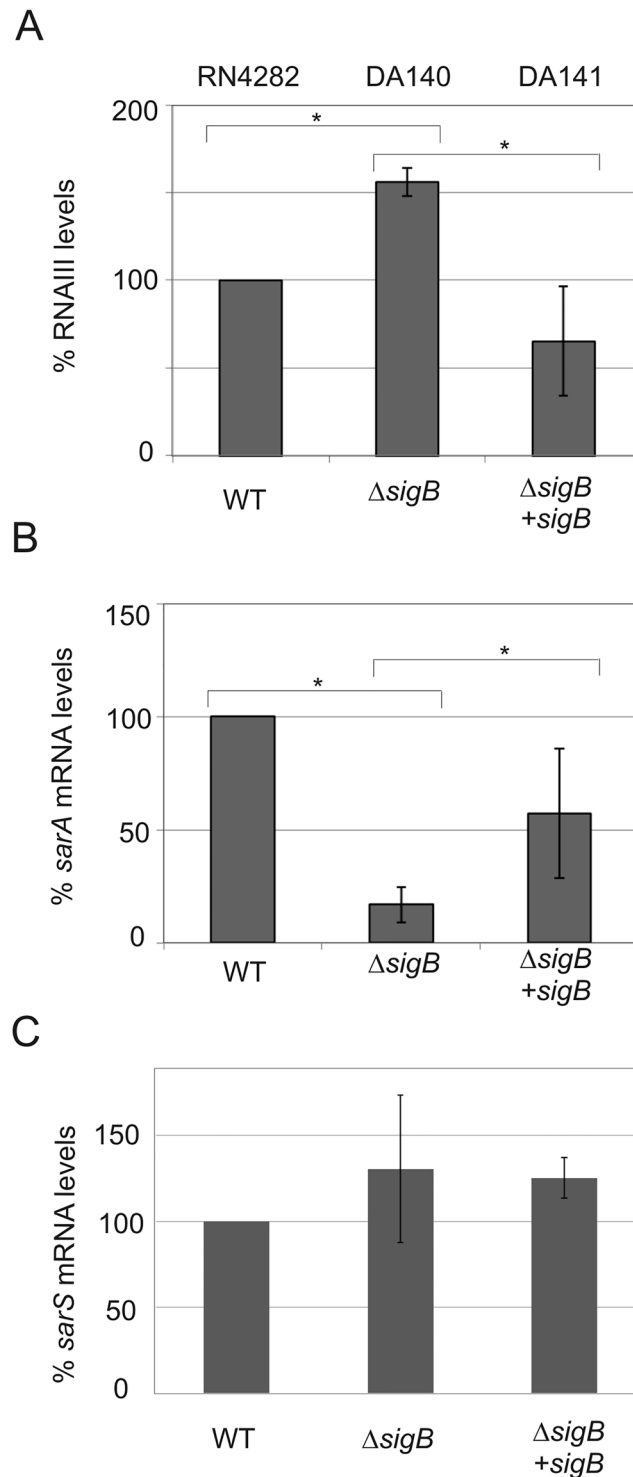 A
RN4282 DA140 DA141
200
*
*
100
0
% RNAIII levels
WT ΔsigB ΔsigB
+sigB
B
150
*
*
100
50
0
% sarA mRNA levels
WT ΔsigB ΔsigB
+sigB
C
150
100
50
0
% sarS mRNA levels
WT ΔsigB ΔsigB
+sigB